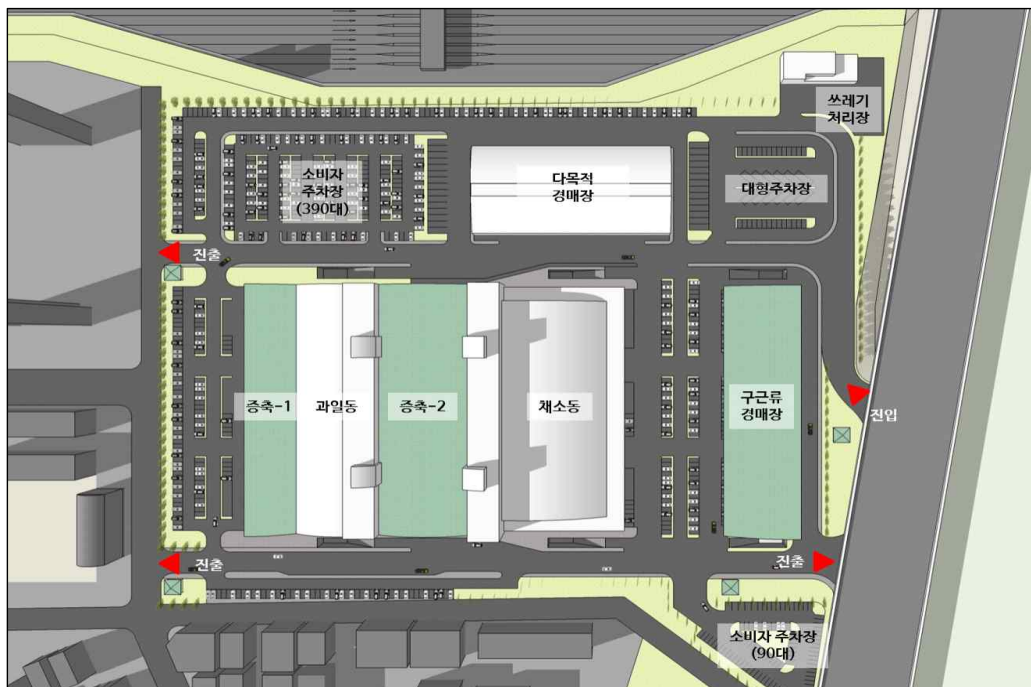 쓰레기
처리장
소비자
주차장
(390대)
다목적
경매장
대형주차장
진출
증축-1
과일동
증축-2
채소동
구근류
경매장
진입
진출
진출
소비자 주차장
(90대)